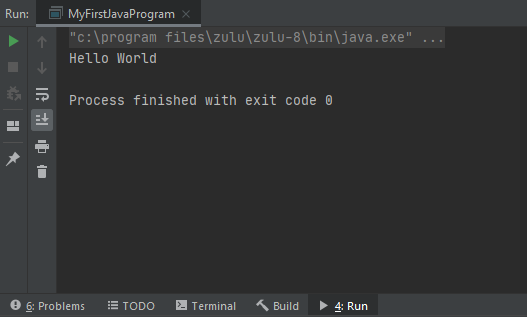 Run: MyFirstJavaProgram
"c:\program files\zulu\zulu-8\bin\java.exe" ...
Hello World
Process finished with exit code 0
6: Problems TODO Terminal Build 4: Run